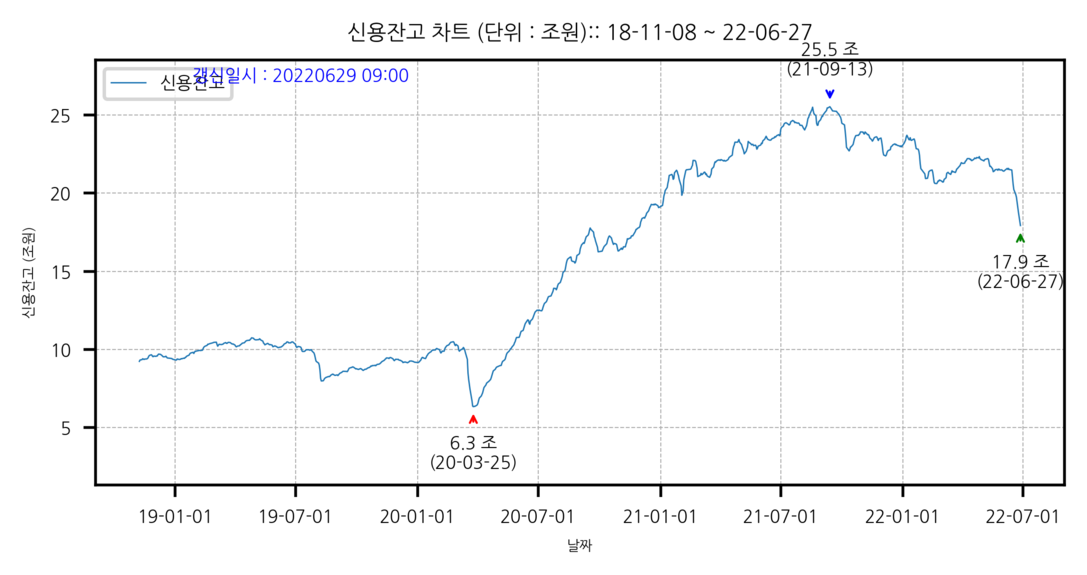 신용잔고 차트 (단위 : 조원):: 18-11-08 ~ 22-06-27
25.5 조
(21-09-13)
갱신일시 : 20220629 09:00
신용잔고
25
20
15
10
5
신용잔고 (조원)
17.9 조
(22-06-27)
6.3 조
(20-03-25)
19-01-01 19-07-01 20-01-01 20-07-01 21-01-01 21-07-01 22-01-01 22-07-01
날짜